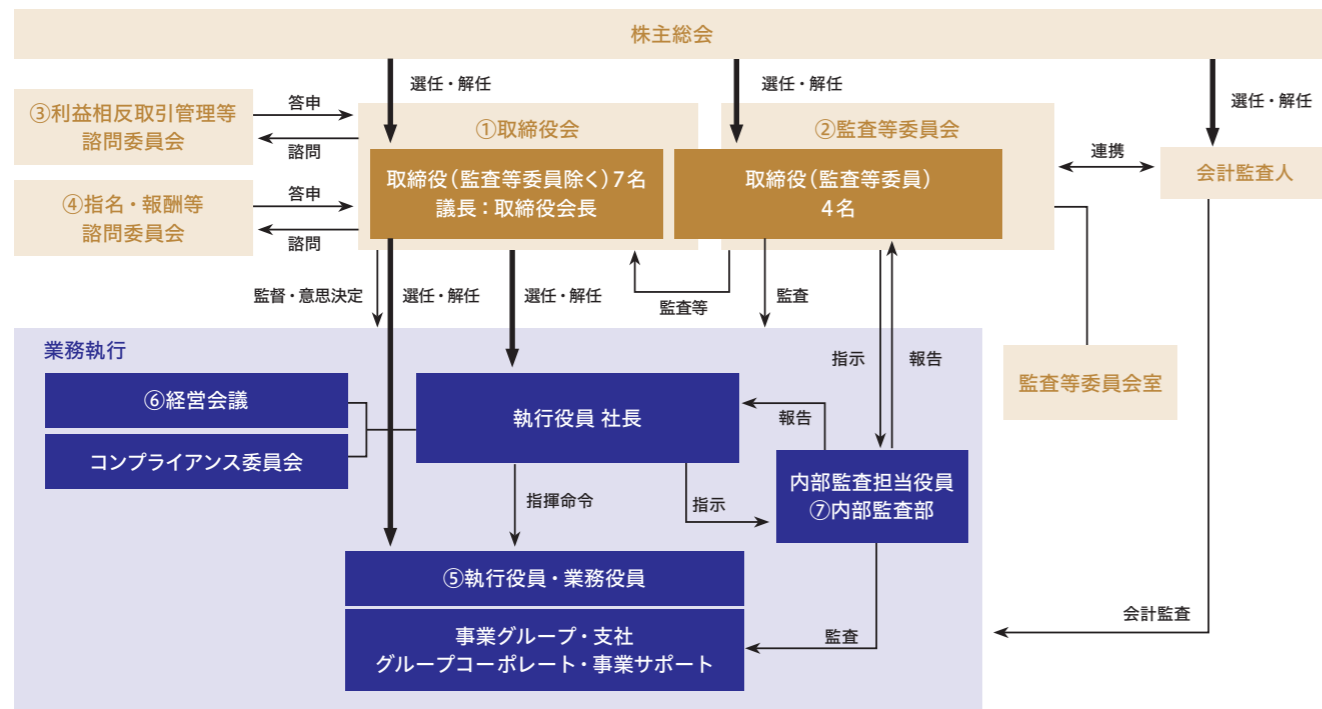 株主総会
選任・解任
選任・解任
選任・解任
③利益相反取引管理等
諮問委員会
答申
諮問
①取締役会
②監査等委員会
取締役（監査等委員除く）7名
議長：取締役会長
取締役（監査等委員）
4名
連携
会計監査人
④指名・報酬等
諮問委員会
答申
諮問
監督・意思決定
選任・解任
選任・解任
監査等
監査
指示
報告
監査等委員会室
業務執行
⑥経営会議
コンプライアンス委員会
執行役員 社長
報告
内部監査担当役員
⑦内部監査部
指揮命令
指示
⑤執行役員・業務役員
事業グループ・支社
グループコーポレート・事業サポート
監査
会計監査